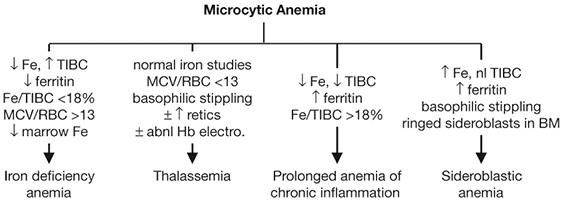 Microcytic Anemia
↓ Fe, ↑ TIBC
↓ ferritin
Fe/TIBC <18%
MCV/RBC >13
↓ marrow Fe
Iron deficiency
anemia
normal iron studies
MCV/RBC <13
basophilic stippling
± ↑ retics
± abnl Hb electro.
Thalassemia
↓ Fe, ↓ TIBC
↑ ferritin
Fe/TIBC >18%
Prolonged anemia of
chronic inflammation
↑ Fe, nl TIBC
↑ ferritin
basophilic stippling
ringed sideroblasts in BM
Sideroblastic
anemia